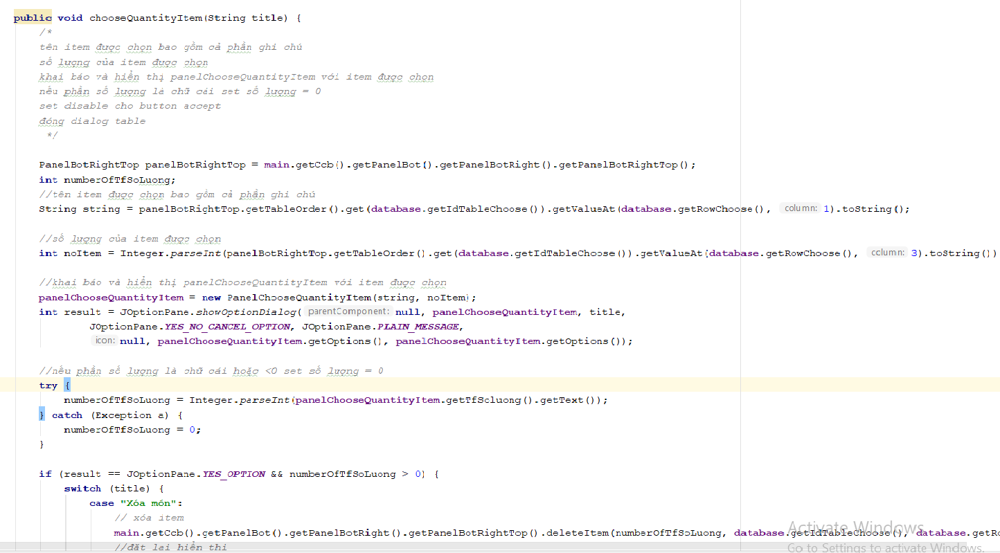 public void chooseQuantityItem(String title) {
/*
tên item được chọn bao gồm cả phần ghi chú
số lượng của item được chọn
khai báo và hiển thị panelChooseQuantityItem với item được chọn
nếu phần số lượng là chữ cái set số lượng = 0
set disable cho button accept
đóng dialog table
*/
PanelBotRightTop panelBotRightTop = main.getCcb().getPanelBot().getPanelBotRight().getPanelBotRightTop();
int numberOfTfSoLuong;
//tên item được chọn bao gồm cả phần ghi chú
String string = panelBotRightTop.getTableOrder().get(database.getIdTableChoose()).getValueAt(database.getRowChoose(), column: 1).toString();
//số lượng của item được chọn
int noItem = Integer.parseInt(panelBotRightTop.getTableOrder().get(database.getIdTableChoose()).getValueAt(database.getRowChoose(), column: 3).toString())
//khai báo và hiển thị panelChooseQuantityItem với item được chọn
panelChooseQuantityItem = new PanelChooseQuantityItem(string, noItem);
int result = JOptionPane.showOptionDialog( parentComponent: null, panelChooseQuantityItem, title,
JOptionPane.YES_NO_CANCEL_OPTION, JOptionPane.PLAIN_MESSAGE,
icon: null, panelChooseQuantityItem.getOptions(), panelChooseQuantityItem.getOptions());
//nếu phần số lượng là chữ cái hoặc <0 set số lượng = 0
try {
numberOfTfSoLuong = Integer.parseInt(panelChooseQuantityItem.getTfSoluong().getText());
} catch (Exception a) {
numberOfTfSoLuong = 0;
}
if (result == JOptionPane.YES_OPTION && numberOfTfSoLuong > 0) {
switch (title) {
case "Xóa món":
// xóa item
main.getCcb().getPanelBot().getPanelBotRight().getPanelBotRightTop().deleteItem(numberOfTfSoLuong, database.getIdTableChoose(), database.getRo
//đặt lại hiển thị
Activate Windows
Go to Settings to activate Windows.